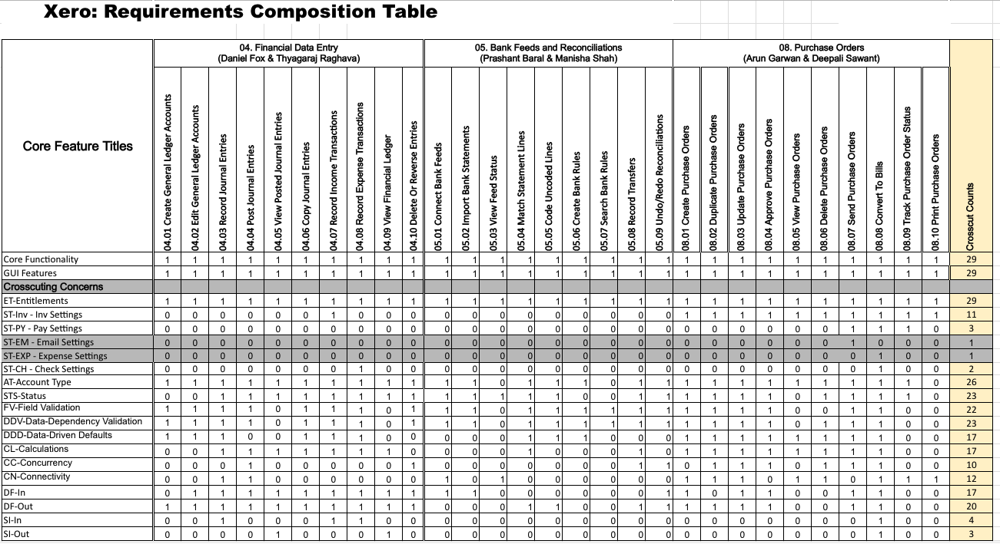 Xero: Requirements Composition Table
04. Financial Data Entry
(Daniel Fox & Thyagaraj Raghava)
05. Bank Feeds and Reconciliations
(Prashant Baral & Manisha Shah)
08. Purchase Orders
(Arun Garwan & Deepali Sawant)
Core Feature Titles
04.01 Create General Ledger Accounts
04.02 Edit General Ledger Accounts
04.03 Record Journal Entries
04.04 Post Journal Entries
04.05 View Posted Journal Entries
04.06 Copy Journal Entries
04.07 Record Income Transactions
04.08 Record Expense Transactions
04.09 View Financial Ledger
04.10 Delete Or Reverse Entries
05.01 Connect Bank Feeds
05.02 Import Bank Statements
05.03 View Feed Status
05.04 Match Statement Lines
05.05 Code Uncoded Lines
05.06 Create Bank Rules
05.07 Search Bank Rules
05.08 Record Transfers
05.09 Undo/Redo Reconciliations
08.01 Create Purchase Orders
08.02 Duplicate Purchase Orders
08.03 Update Purchase Orders
08.04 Approve Purchase Orders
08.05 View Purchase Orders
08.06 Delete Purchase Orders
08.07 Send Purchase Orders
08.08 Convert To Bills
08.09 Track Purchase Order Status
08.10 Print Purchase Orders
Crosscut Counts
Core Functionality 1 1 1 1 1 1 1 1 1 1 1 1 1 1 1 1 1 1 1 1 1 1 1 1 1 1 1 1 1 29
GUI Features 1 1 1 1 1 1 1 1 1 1 1 1 1 1 1 1 1 1 1 1 1 1 1 1 1 1 1 1 1 29
Crosscuting Concerns
ET-Entitlements 1 1 1 1 1 1 1 1 1 1 1 1 1 1 1 1 1 1 1 1 1 1 1 1 1 1 1 1 1 29
ST-Inv - Inv Settings 0 0 0 0 0 0 1 0 0 0 0 0 0 0 0 0 0 0 0 1 1 1 1 1 1 1 1 1 1 11
ST-PY - Pay Settings 0 0 0 0 0 0 0 0 0 0 0 0 0 0 0 0 0 0 0 0 0 0 0 0 0 1 1 1 0 3
ST-EM - Email Settings 0 0 0 0 0 0 0 0 0 0 0 0 0 0 0 0 0 0 0 0 0 0 0 0 0 1 0 0 0 1
ST-EXP - Expense Settings 0 0 0 0 0 0 0 0 0 0 0 0 0 0 0 0 0 0 0 0 0 0 0 0 0 0 1 0 0 1
ST-CH - Check Settings 0 0 0 0 0 0 0 1 0 0 0 0 0 0 0 0 0 0 0 0 0 0 0 0 0 0 1 0 0 2
AT-Account Type 1 1 1 1 1 1 1 1 1 1 1 1 0 1 1 1 0 1 1 1 1 1 1 1 1 1 1 1 0 26
STS-Status 0 0 1 1 1 1 1 1 1 1 1 1 1 1 1 0 0 1 1 1 1 1 1 0 1 1 1 1 0 23
FV-Field Validation 1 1 1 1 0 1 1 1 0 1 1 1 0 1 1 1 1 1 1 1 1 1 1 0 0 1 1 0 0 22
DDV-Data-Dependency Validation 1 1 1 1 0 1 1 1 0 1 1 1 0 1 1 1 1 1 1 1 1 1 1 0 1 1 1 0 0 23
DDD-Data-Driven Defaults 1 1 1 0 0 1 1 1 0 0 0 0 0 1 1 1 0 0 0 1 1 1 1 0 1 1 1 1 0 17
CL-Calculations 0 0 1 1 1 1 1 1 1 0 0 0 0 1 0 0 0 1 0 1 1 1 1 1 1 1 1 0 0 17
CC-Concurrency 0 0 0 1 0 0 0 0 0 1 0 0 0 0 0 0 0 1 1 0 1 1 1 0 1 1 1 0 0 10
CN-Connectivity 0 0 1 1 0 0 0 0 0 0 1 0 1 0 0 0 0 0 0 1 1 1 0 1 1 0 1 1 1 12
DF-In 0 1 1 1 1 1 1 1 1 1 1 1 0 0 0 0 0 0 1 1 0 1 1 0 0 1 1 0 0 17
DF-Out 1 1 1 1 1 1 1 1 1 1 0 0 0 1 1 0 0 1 1 1 1 1 1 0 0 1 1 0 0 20
SI-In 0 0 1 0 0 0 1 1 0 0 0 0 0 0 0 0 0 0 0 0 0 0 0 0 0 0 1 0 0 4
SI-Out 0 0 0 0 1 0 0 0 1 0 0 0 0 0 0 0 0 0 0 0 0 0 0 0 0 0 1 0 0 3